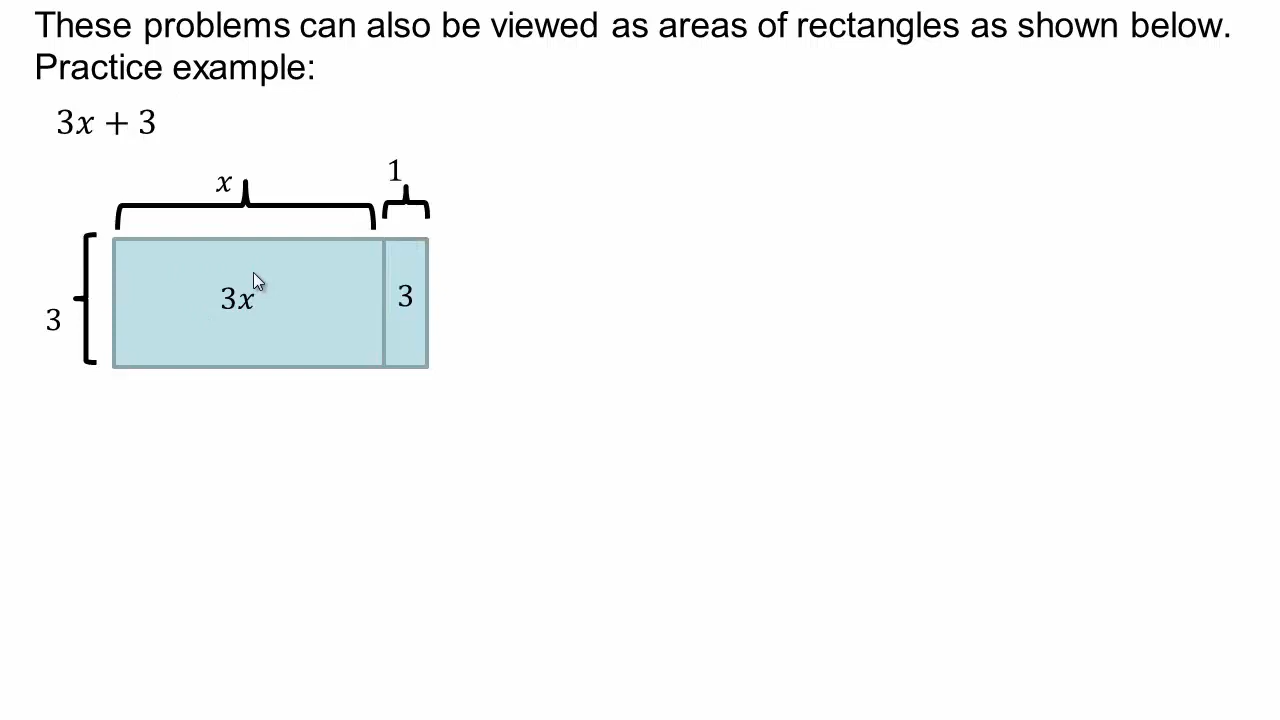 These problems can also be viewed as areas of rectangles as shown below.
Practice example:
3x + 3
x
1
3
3x
3